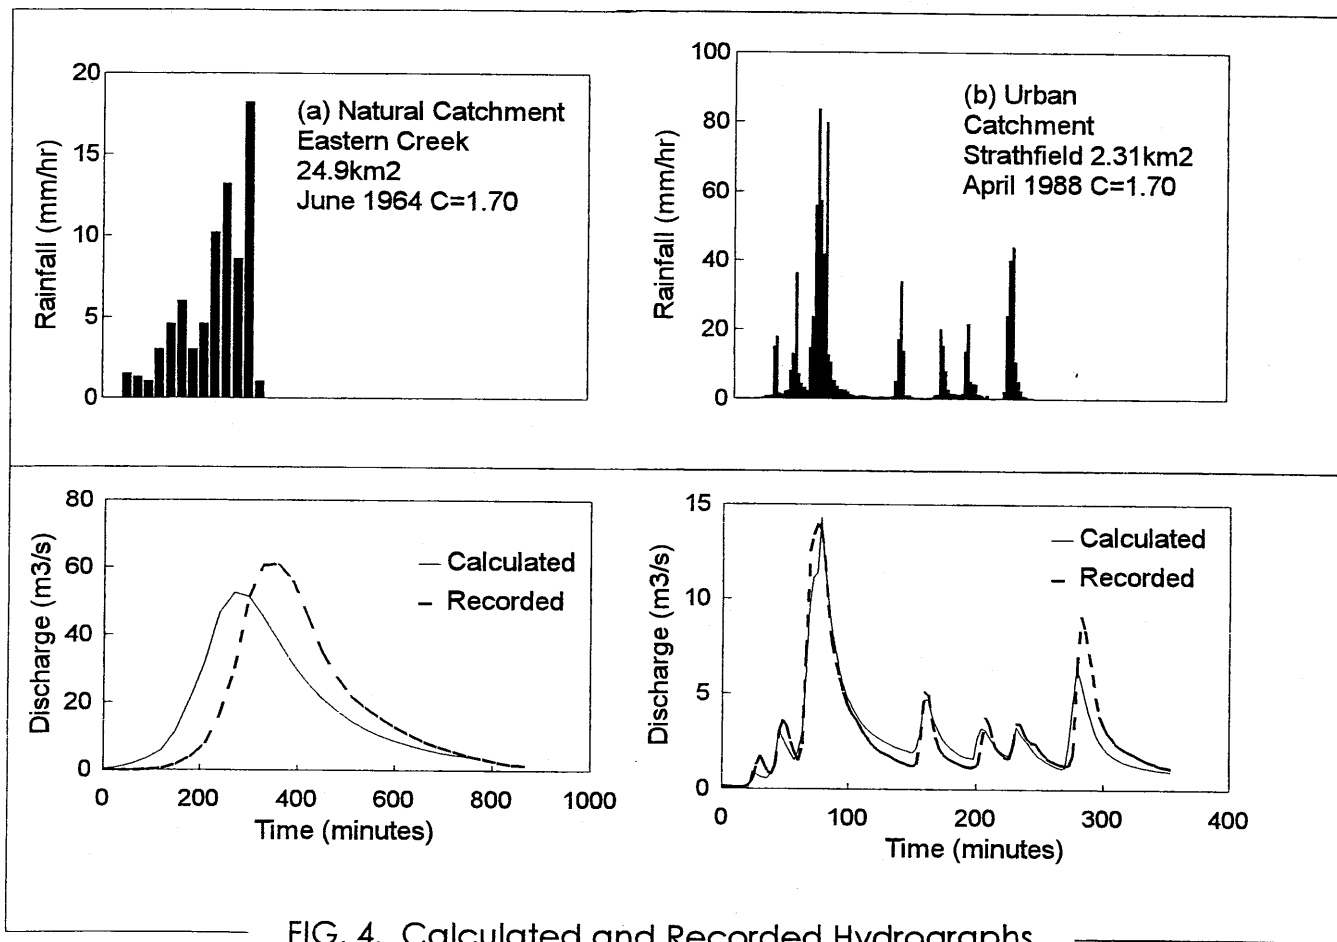 20
15
10
5
0
Rainfall (mm/hr)
(a) Natural Catchment
Eastern Creek
24.9km2
June 1964 C=1.70
100
80
60
40
20
0
Rainfall (mm/hr)
(b) Urban
Catchment
Strathfield 2.31km2
April 1988 C=1.70
80
60
40
20
0
Discharge (m3/s)
Calculated
Recorded
0 200 400 600 800 1000
Time (minutes)
15
10
5
0
Discharge (m3/s)
Calculated
Recorded
0 100 200 300 400
Time (minutes)
FIG. 4. Calculated and Recorded Hydrographs